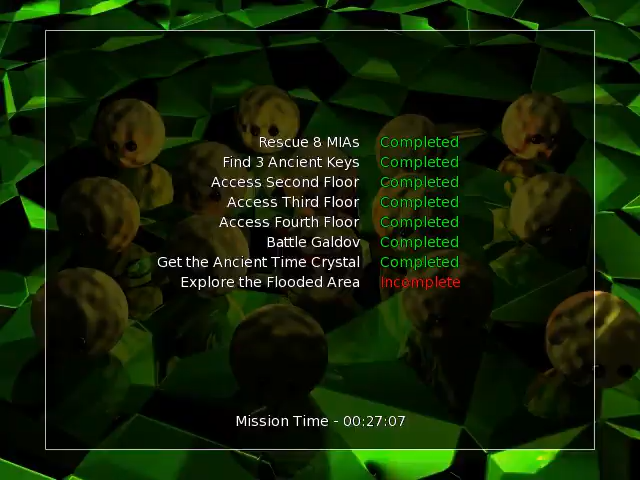 Rescue 8 MIAs Completed
Find 3 Ancient Keys Completed
Access Second Floor Completed
Access Third Floor Completed
Access Fourth Floor Completed
Battle Galdov Completed
Get the Ancient Time Crystal Completed
Explore the Flooded Area Incomplete
Mission Time - 00:27:07